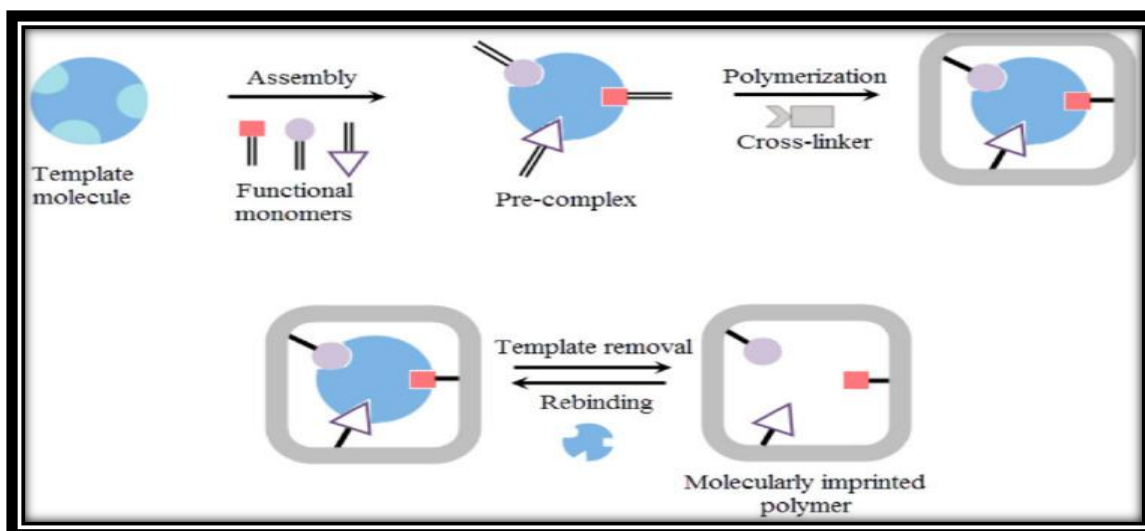 Assembly
Template
molecule
Functional
monomers
Pre-complex
Polymerization
Cross-linker
Template removal
Rebinding
Molecularly imprinted
polymer